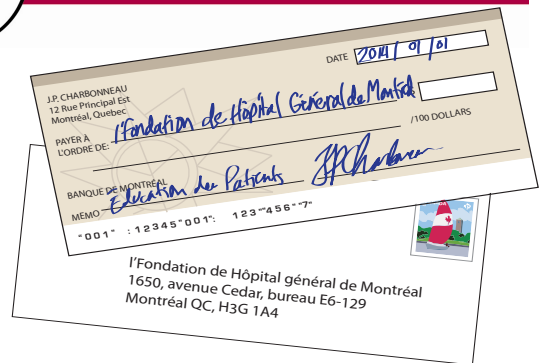 DATE 2014/01/01
J.P. CHARBONNEAU
12 Rue Principal Est
Montréal, Quebec
PAYER À
L'ORDRE DE: l'Fondation de Hôpital Général de Montréal
/100 DOLLARS
BANQUE DE MONTRÉAL
MEMO Education des Patients JPCharbonneau
"001" :12345"001": 123"456"7"
l'Fondation de Hôpital général de Montréal
1650, avenue Cedar, bureau E6-129
Montréal QC, H3G 1A4